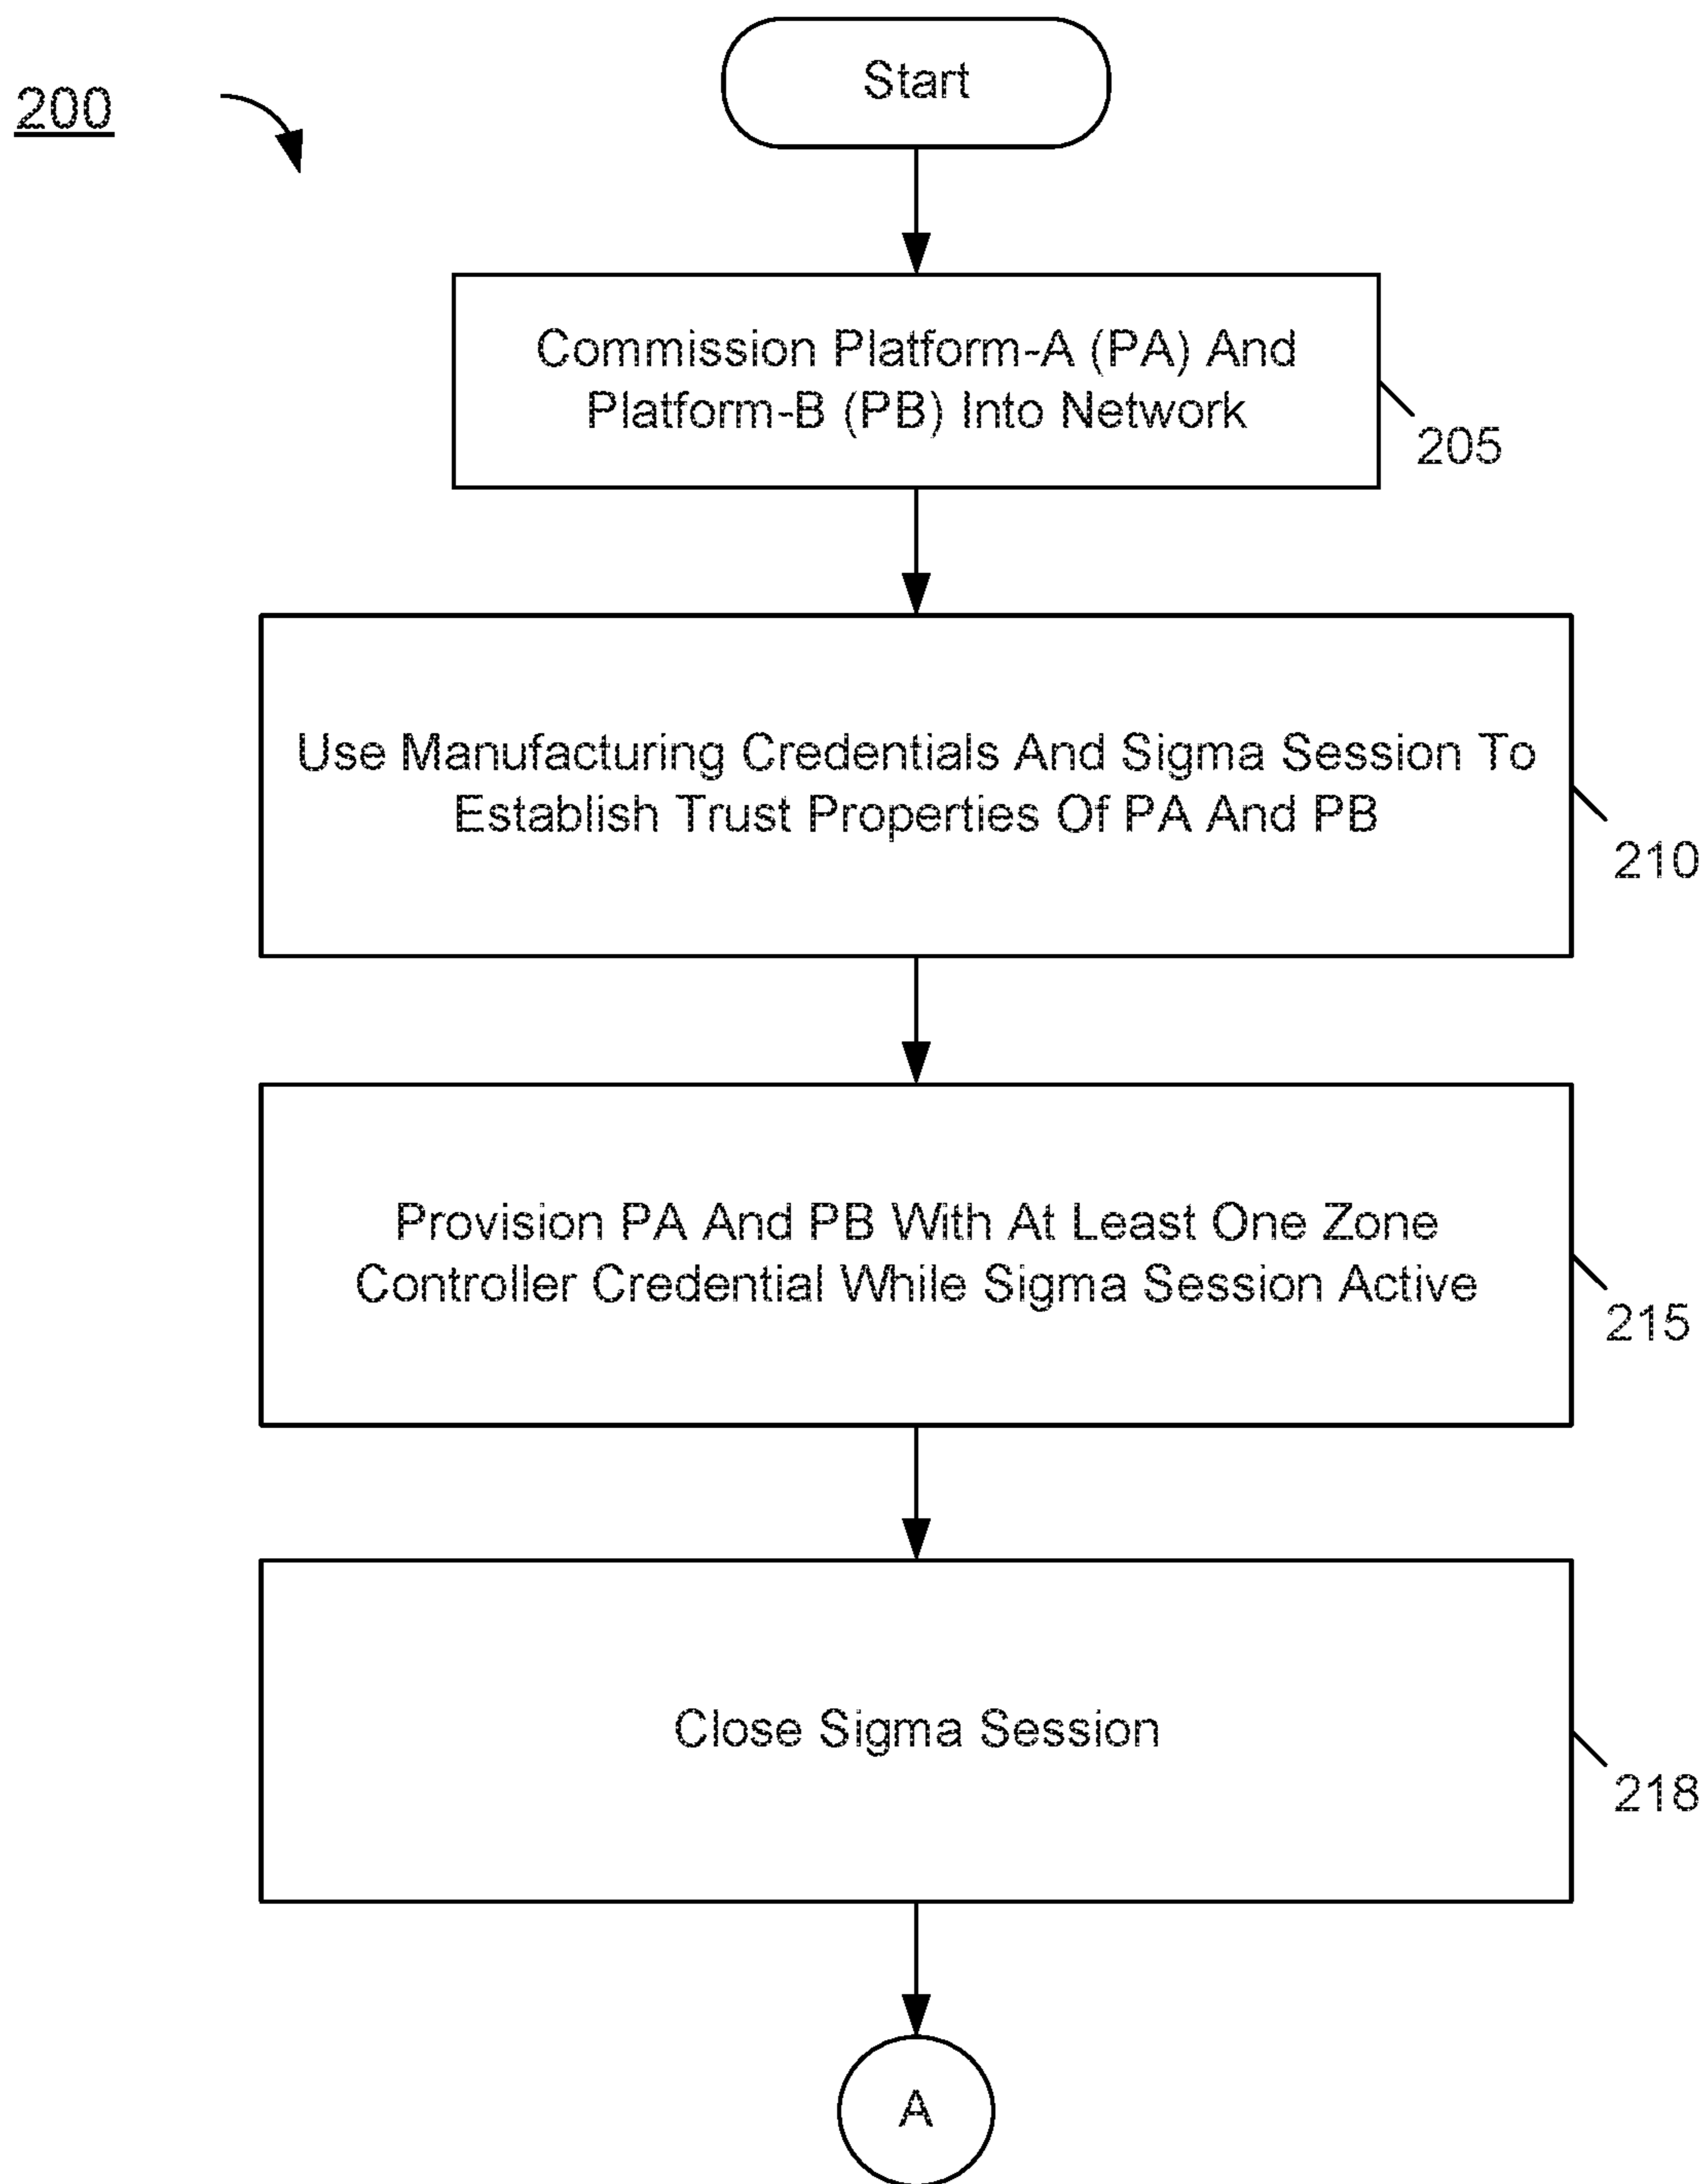 200
Start
Commission Platform-A (PA) And
Platform-B (PB) Into Network
205
Use Manufacturing Credentials And Sigma Session To
Establish Trust Properties Of PA And PB
210
Provision PA And PB With At Least One Zone
Controller Credential While Sigma Session Active
215
Close Sigma Session
218
A